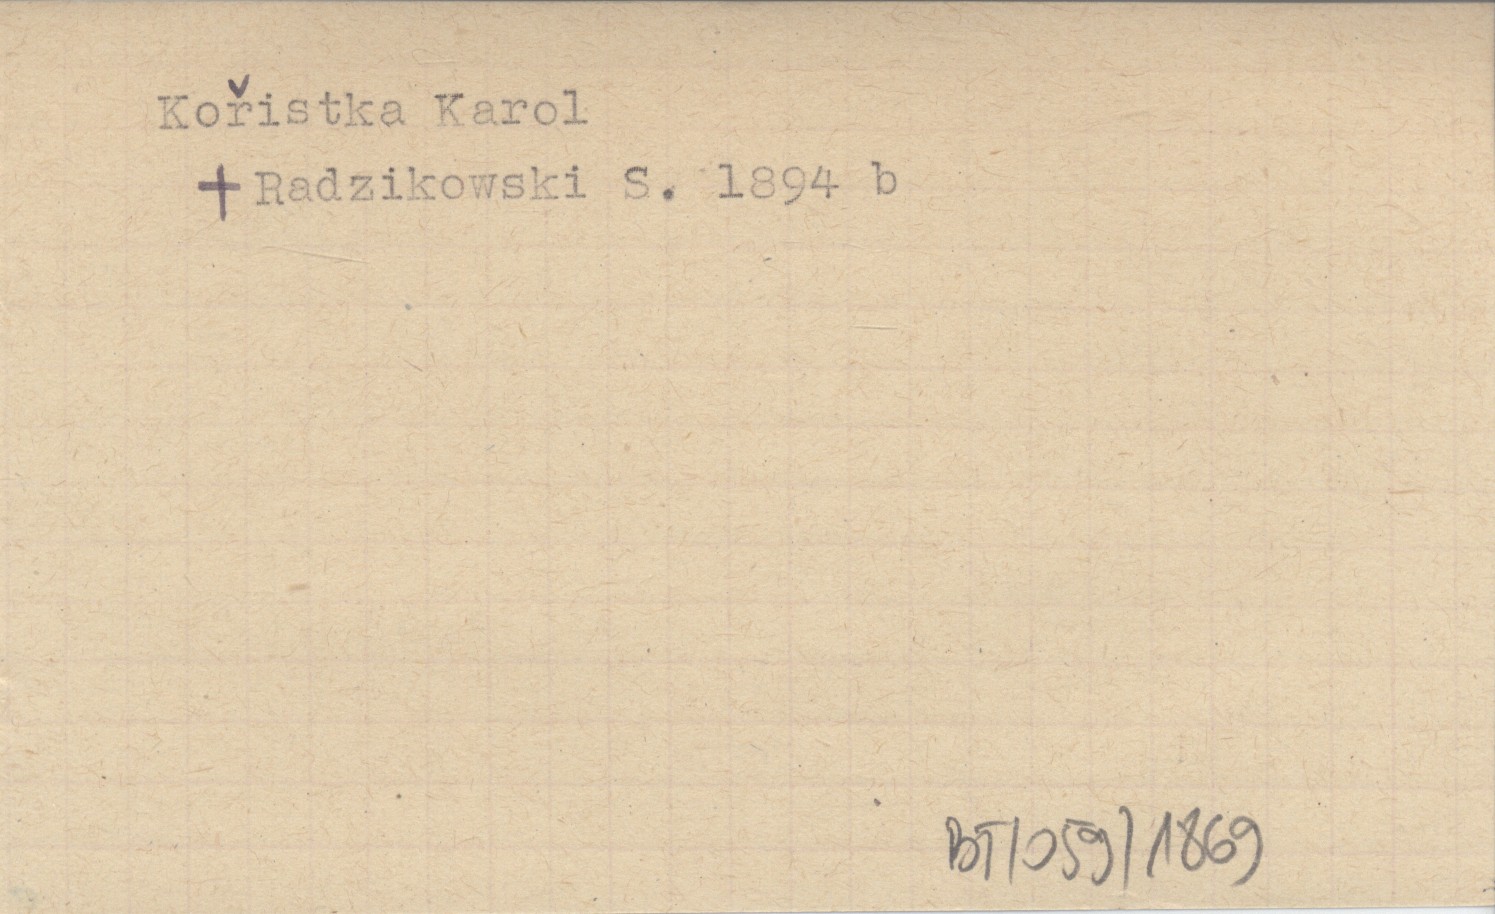 Kořistka Karol
+ Radzikowski S. 1894 b
BT/059/1869